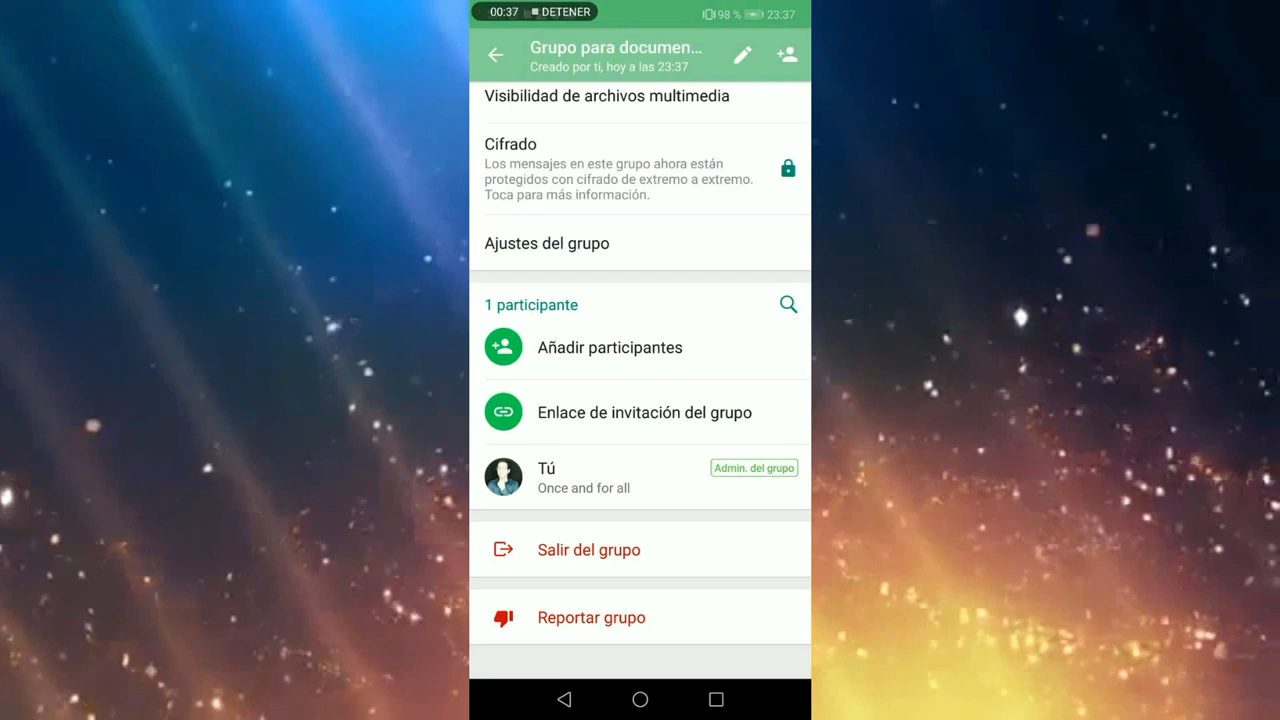 00:37 DETENER
98 % 23:37
Grupo para documen...
Creado por ti, hoy a las 23:37
Visibilidad de archivos multimedia
Cifrado
Los mensajes en este grupo ahora están
protegidos con cifrado de extremo a extremo.
Toca para más información.
Ajustes del grupo
1 participante
Añadir participantes
Enlace de invitación del grupo
Tú
Admin. del grupo
Once and for all
Salir del grupo
Reportar grupo